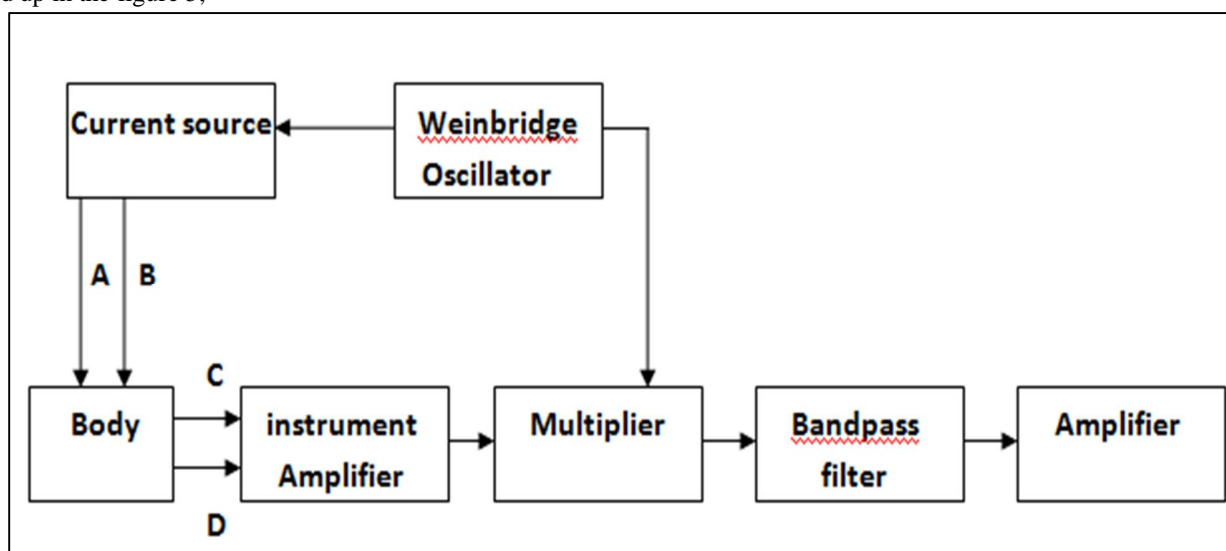 d up in the figure 3;
Current source
Weinbridge
Oscillator
A
B
C
Body
instrument
Amplifier
Multiplier
Bandpass
filter
Amplifier
D